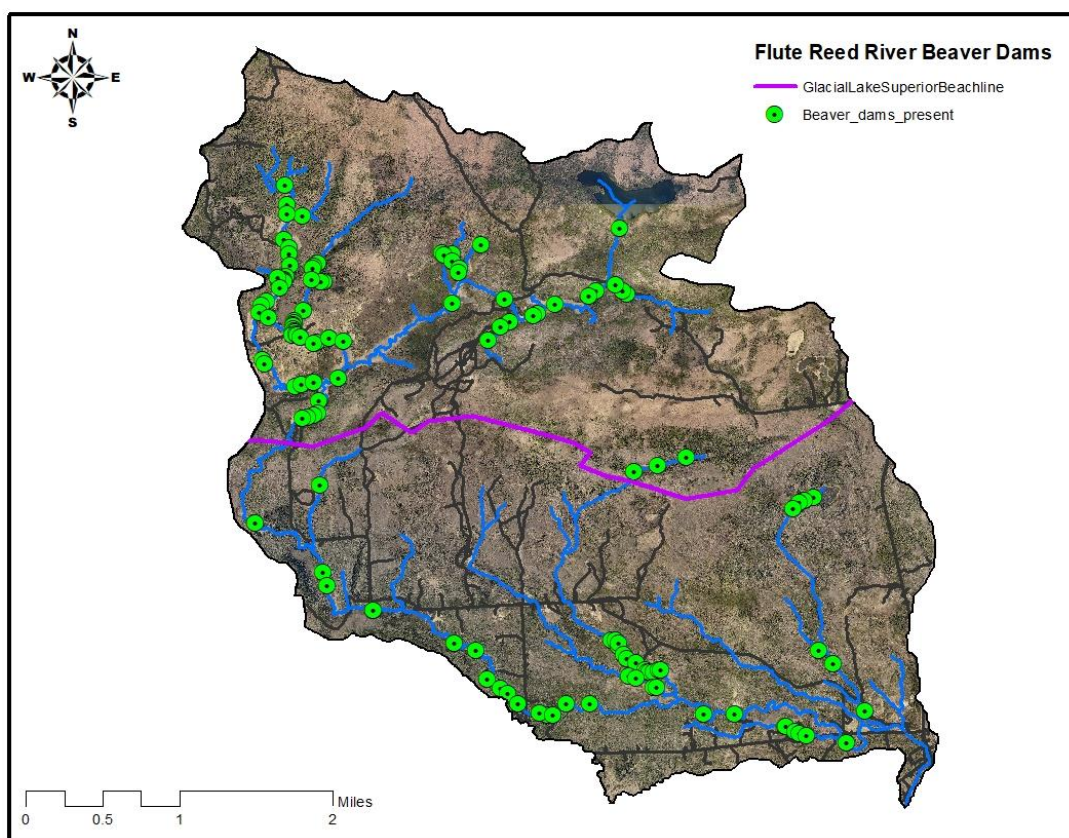 N
W E
S
Flute Reed River Beaver Dams
GlacialLakeSuperiorBeachline
Beaver_dams_present
Miles
0 0.5 1 2